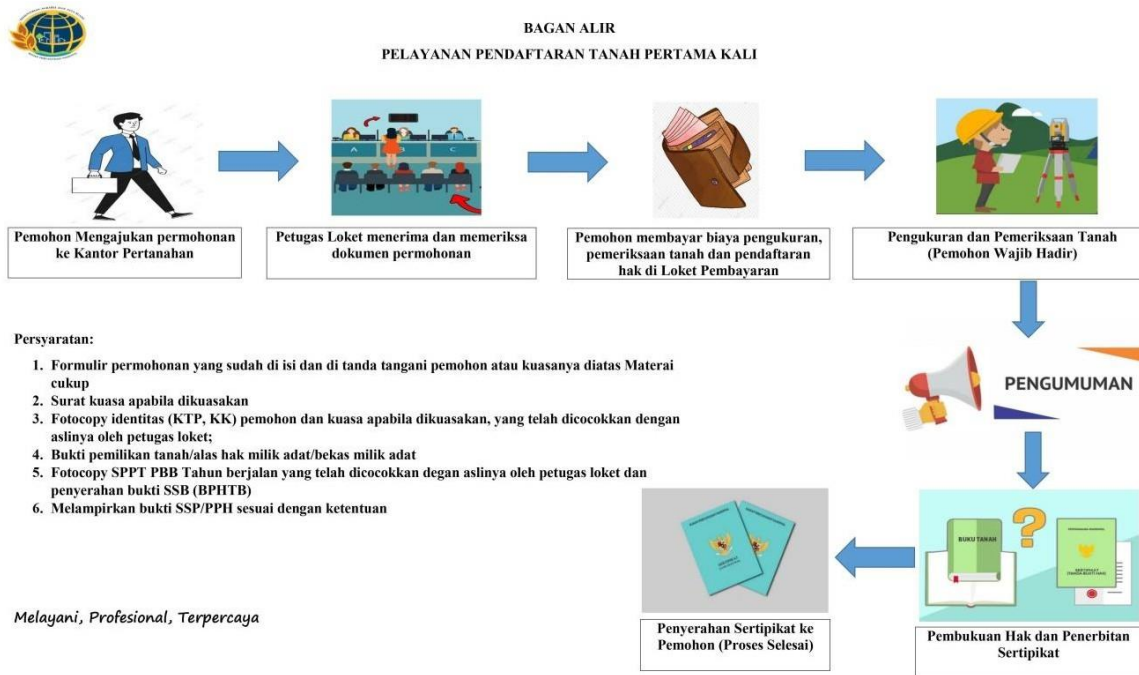 BAGAN ALIR
PELAYANAN PENDAFTARAN TANAH PERTAMA KALI
A
C
Pemohon Mengajukan permohonan
ke Kantor Pertanahan
Petugas Loket menerima dan memeriksa
dokumen permohonan
Pemohon membayar biaya pengukuran,
pemeriksaan tanah dan pendaftaran
hak di Loket Pembayaran
Pengukuran dan Pemeriksaan Tanah
(Pemohon Wajib Hadir)
PENGUMUMAN
Persyaratan:
1. Formulir permohonan yang sudah di isi dan di tanda tangani pemohon atau kuasanya diatas Materai
cukup
2. Surat kuasa apabila dikuasakan
3. Fotocopy identitas (KTP, KK) pemohon dan kuasa apabila dikuasakan, yang telah dicocokkan dengan
aslinya oleh petugas loket;
4. Bukti pemilikan tanah/alas hak milik adat/bekas milik adat
5. Fotocopy SPPT PBB Tahun berjalan yang telah dicocokkan degan aslinya oleh petugas loket dan
penyerahan bukti SSB (BPHTB)
6. Melampirkan bukti SSP/PPH sesuai dengan ketentuan
BUKU TANAH
?
Pembukuan Hak dan Penerbitan
Sertipikat
Penyerahan Sertipikat ke
Pemohon (Proses Selesai)
Melayani, Profesional, Terpercaya